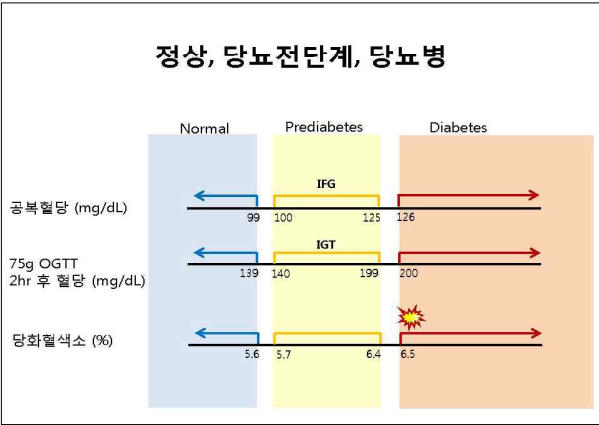 정상, 당뇨전단계, 당뇨병
Normal Prediabetes Diabetes
IFG
공복혈당 (mg/dL)
99 100 125 126
IGT
75g OGTT
2hr 후 혈당 (mg/dL)
139 140 199 200
당화혈색소 (%)
5.6 5.7 6.4 6.5